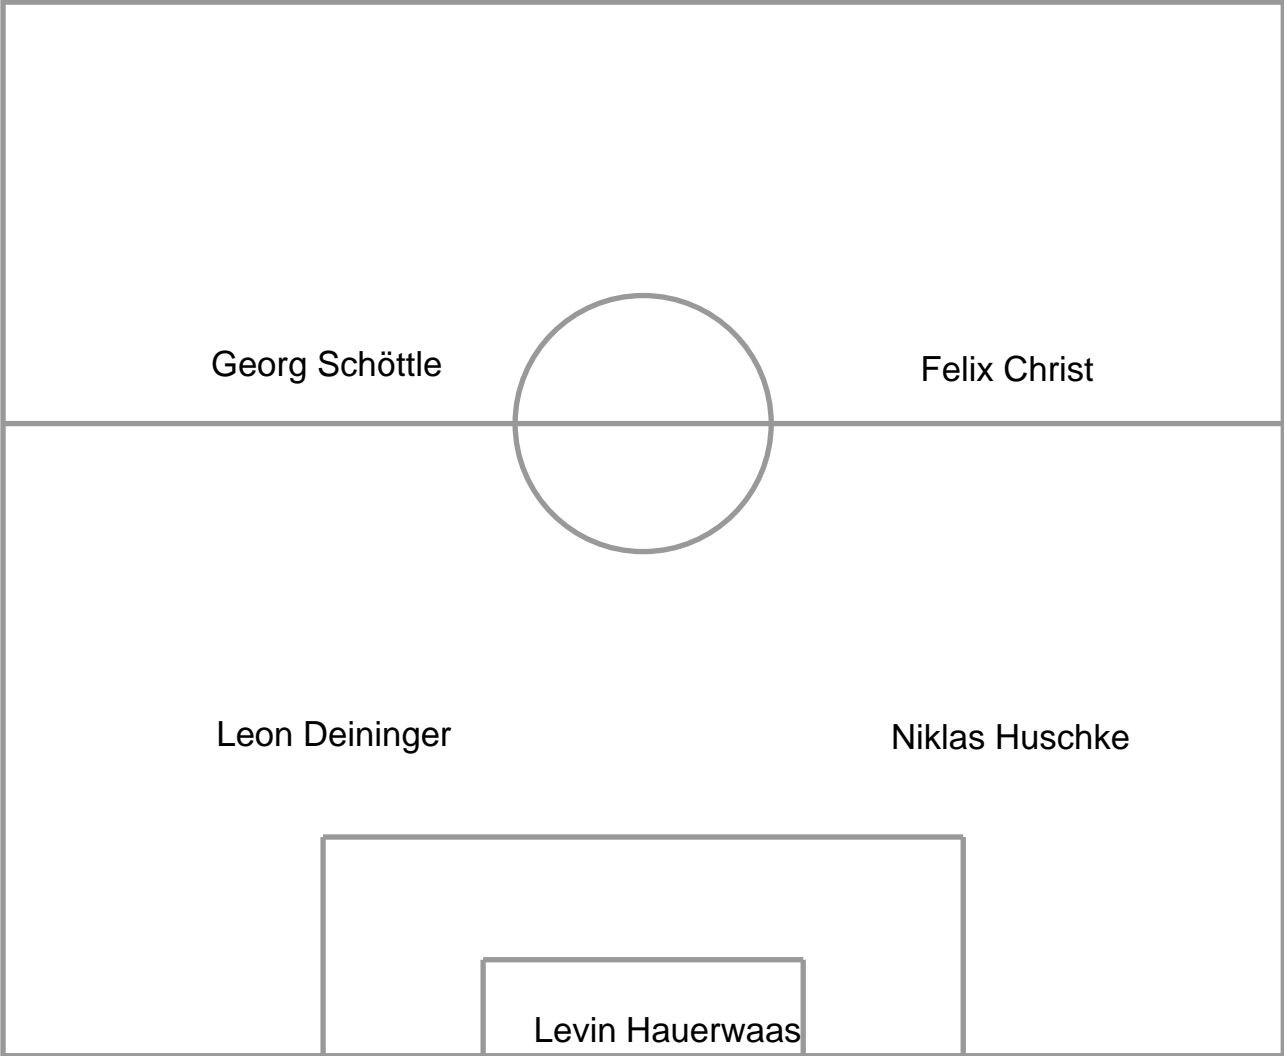 Georg Schöttle
Felix Christ
Leon Deininger
Niklas Huschke
Levin Hauerwaas